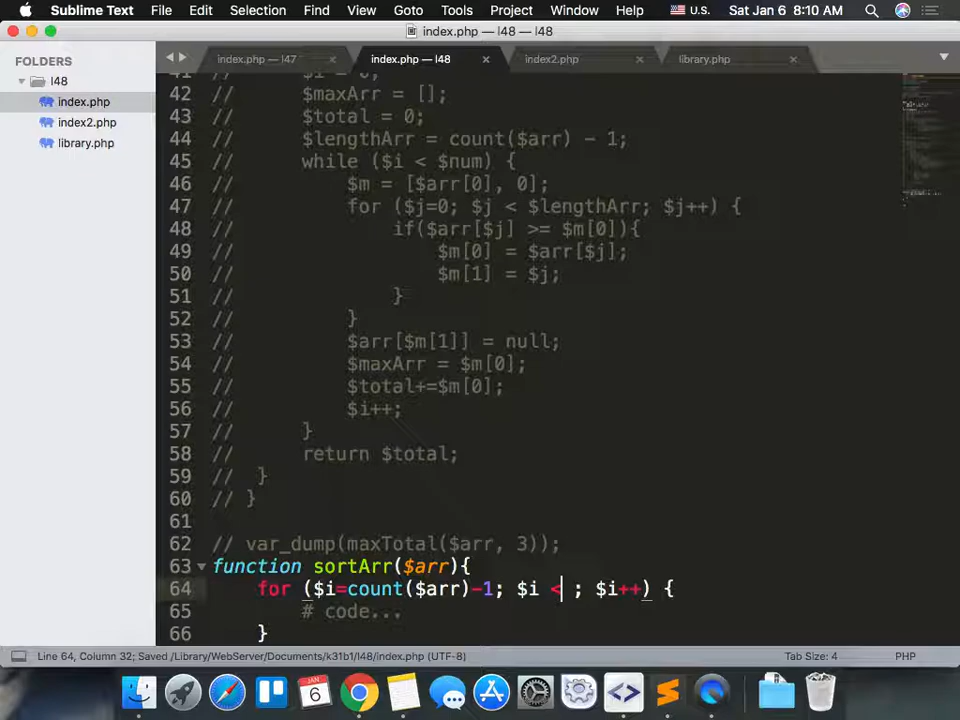 Sublime Text File Edit Selection Find Goto Tools Project Window Help U.S. Sat Jan 6 8:10 AM
index.php — l48 — l48
FOLDERS
l48
index.php
index2.php
library.php
index.php — l47
index.php — l48
index2.php
library.php
41 // $i = 0;
42 // $maxArr = [];
43 // $total = 0;
44 // $lengthArr = count($arr) - 1;
45 // while ($i < $num) {
46 // $m = [$arr[0], 0];
47 // for ($j=0; $j < $lengthArr; $j++) {
48 // if($arr[$j] >= $m[0]){
49 // $m[0] = $arr[$j];
50 // $m[1] = $j;
51 // }
52 // }
53 // $arr[$m[1]] = null;
54 // $maxArr = $m[0];
55 // $total+=$m[0];
56 // $i++;
57 // }
58 // return $total;
59 // }
60 // }
61
62 // var_dump(maxTotal($arr, 3));
63 function sortArr($arr){
64 for ($i=count($arr)-1; $i < ; $i++) {
65 # code...
66 }
Line 64, Column 32; Saved /Library/WebServer/Documents/k31b1/l48/index.php (UTF-8) Tab Size: 4 PHP
JAN
6